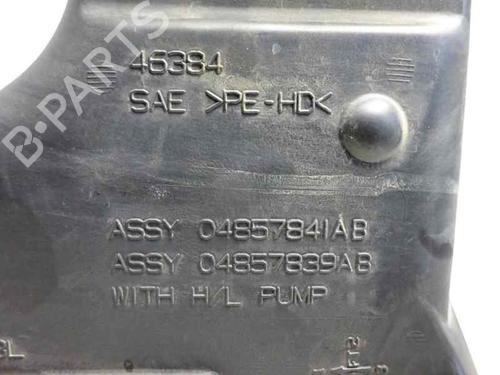 B-PARTS
46384
SAE >PE-HD<
ASSY 04857841AB
ASSY 04857839AB
WITH H/L PUMP